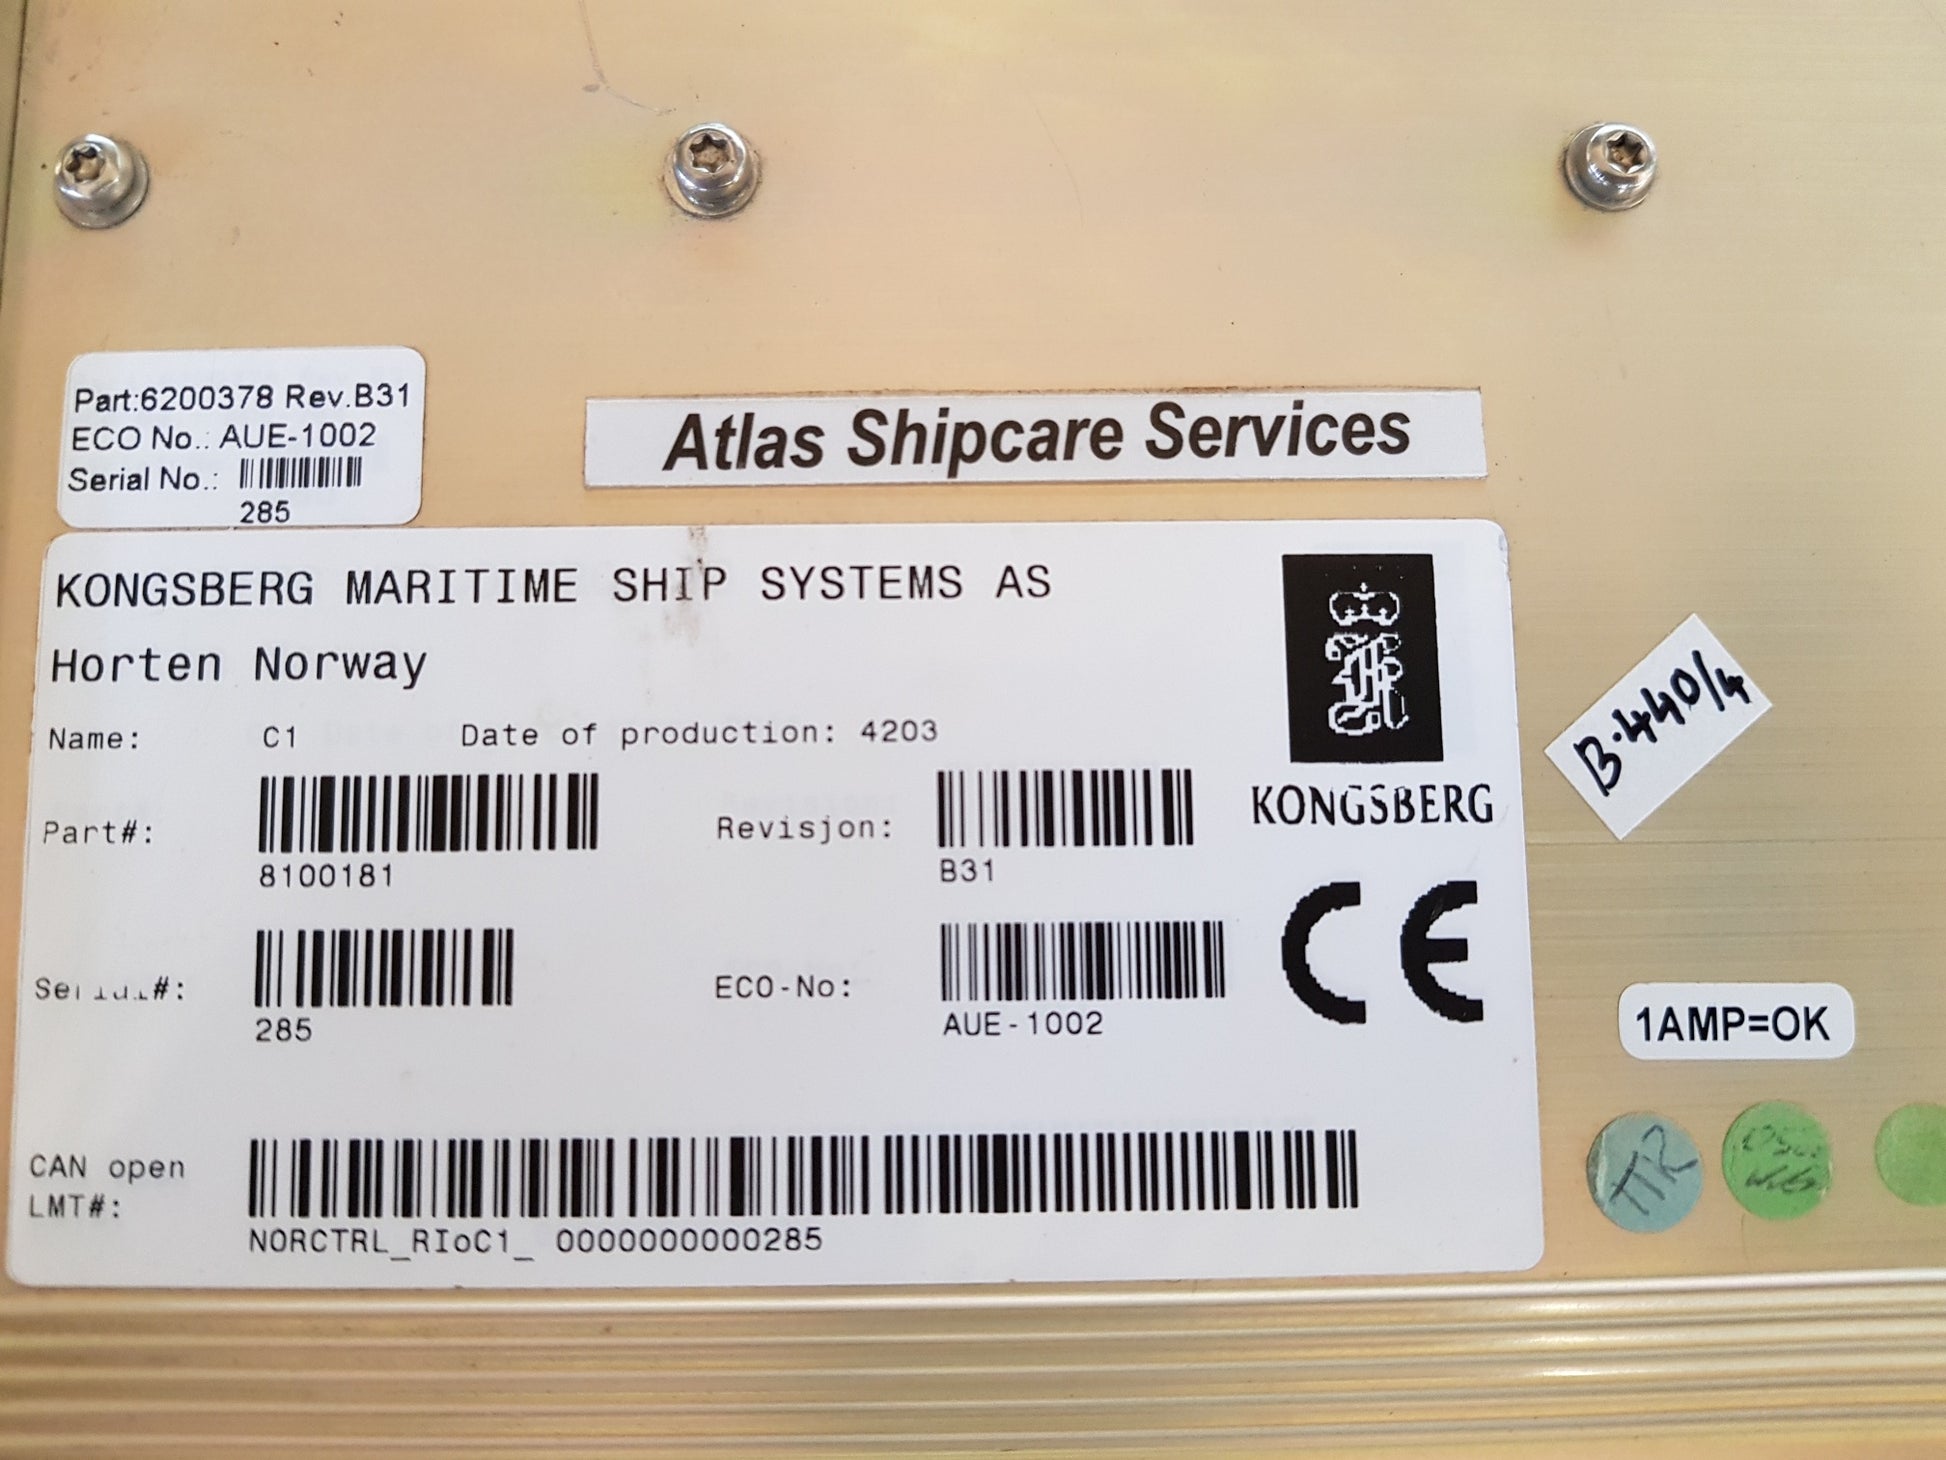 Part:6200378 Rev.B31
ECO No.: AUE-1002
Serial No.:
285
Atlas Shipcare Services
KONGSBERG MARITIME SHIP SYSTEMS AS
Horten Norway
Name: C1 Date of production: 4203
Part#:
8100181
Revisjon:
B31
KONGSBERG
Serial#:
285
ECO-No:
AUE-1002
CE
CAN open
LMT#:
NORCTRL_RIoC1_ 0000000000285
B.440/4
1AMP=OK